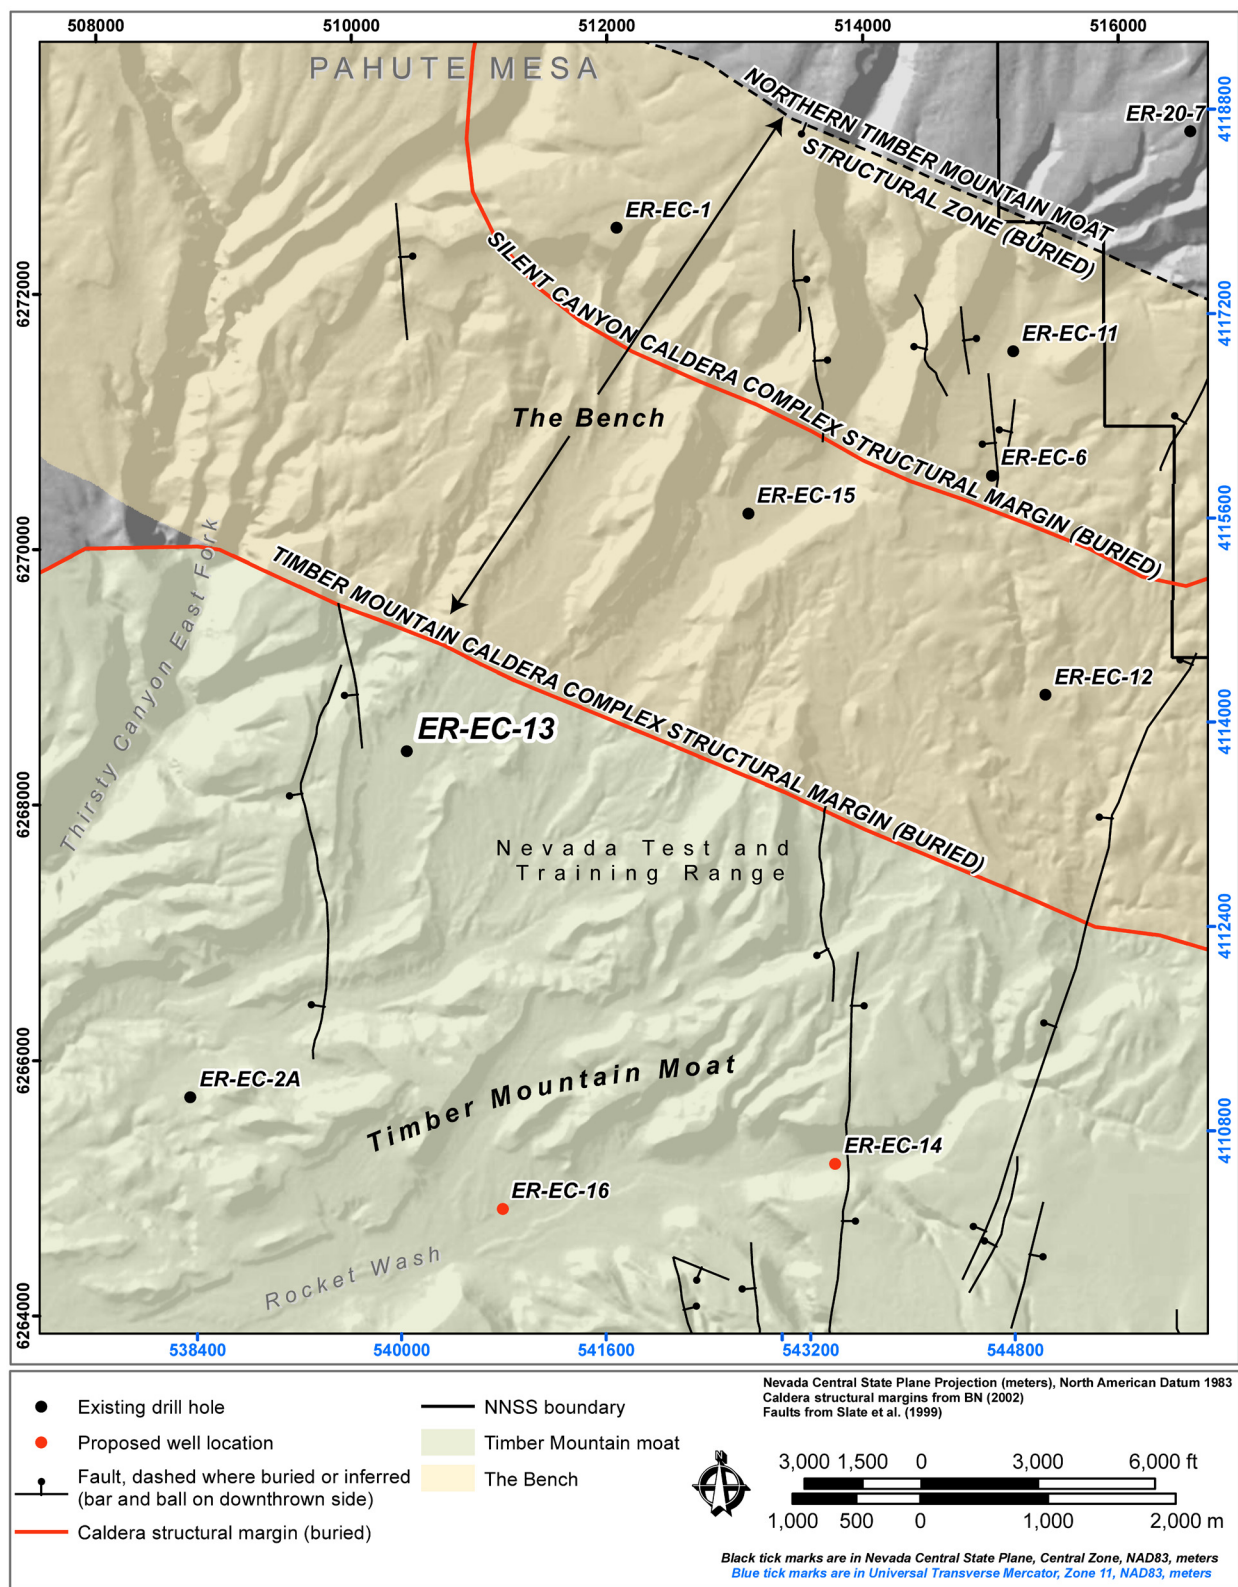 508000
510000
512000
514000
516000
PAHUTE MESA
NORTHERN TIMBER MOUNTAIN MOAT
STRUCTURAL ZONE (BURIED)
ER-20-7
4118800
ER-EC-1
SILENT CANYON CALDERA COMPLEX STRUCTURAL MARGIN (BURIED)
6272000
4117200
ER-EC-11
The Bench
ER-EC-6
ER-EC-15
4115600
6270000
TIMBER MOUNTAIN CALDERA COMPLEX STRUCTURAL MARGIN (BURIED)
Thirsty Canyon East Fork
ER-EC-12
4114000
ER-EC-13
6268000
Nevada Test and
Training Range
4112400
6266000
Timber Mountain Moat
ER-EC-2A
4110800
ER-EC-14
ER-EC-16
Rocket Wash
6264000
538400
540000
541600
543200
544800
Existing drill hole
Proposed well location
Fault, dashed where buried or inferred
(bar and ball on downthrown side)
Caldera structural margin (buried)
NNSS boundary
Timber Mountain moat
The Bench
Nevada Central State Plane Projection (meters), North American Datum 1983
Caldera structural margins from BN (2002)
Faults from Slate et al. (1999)
N
3,000 1,500 0 3,000 6,000 ft
1,000 500 0 1,000 2,000 m
Black tick marks are in Nevada Central State Plane, Central Zone, NAD83, meters
Blue tick marks are in Universal Transverse Mercator, Zone 11, NAD83, meters